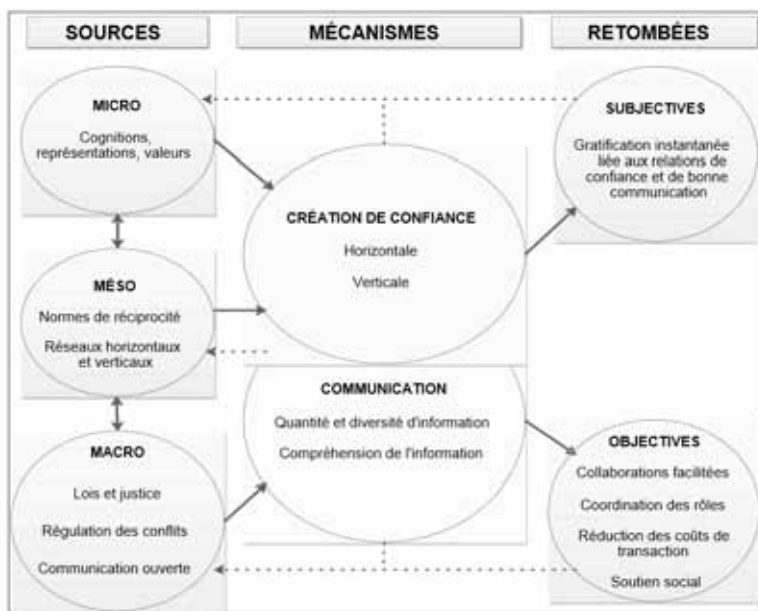 SOURCES
MÉCANISMES
RETOMBÉES
MICRO
Cognitions,
représentations, valeurs
MÉSO
Normes de réciprocité
Réseaux horizontaux
et verticaux
MACRO
Lois et justice
Régulation des conflits
Communication ouverte
CRÉATION DE CONFIANCE
Horizontale
Verticale
COMMUNICATION
Quantité et diversité d'information
Compréhension de l'information
SUBJECTIVES
Gratification instantanée
liée aux relations de
confiance et de bonne
communication
OBJECTIVES
Collaborations facilitées
Coordination des rôles
Réduction des coûts de
transaction
Soutien social